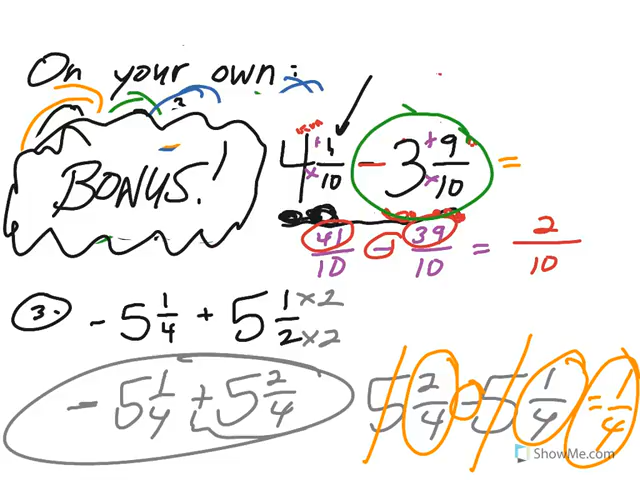 On your own:
BONUS!
4 1/10 - 3 9/10 =
41/10 - 39/10 = 2/10
3. - 5 1/4 + 5 1/2 x2 x2
- 5 1/4 + 5 2/4
5 2/4 - 5 1/4 = 1/4
ShowMe.com